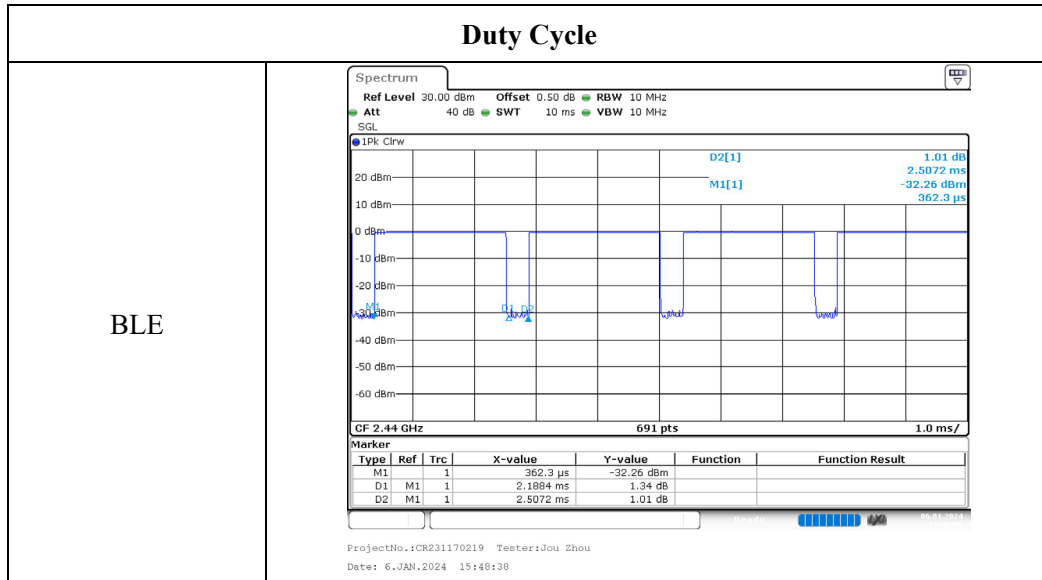 Duty Cycle
BLE
Spectrum
Ref Level 30.00 dBm Offset 0.50 dB RBW 10 MHz
Att 40 dB SWT 10 ms VBW 10 MHz
SGL
1Pk Clrw
D2[1] 1.01 dB
2.5072 ms
M1[1] -32.26 dBm
362.3 µs
20 dBm
10 dBm
0 dBm
-10 dBm
-20 dBm
M1 D1 D2
-30 dBm
-40 dBm
-50 dBm
-60 dBm
CF 2.44 GHz 691 pts 1.0 ms/
Marker
Type Ref Trc X-value Y-value Function Function Result
M1 1 362.3 µs -32.26 dBm
D1 M1 1 2.1884 ms 1.34 dB
D2 M1 1 2.5072 ms 1.01 dB
ProjectNo.:CR231170219 Tester:Jou Zhou
Date: 6.JAN.2024 15:48:38